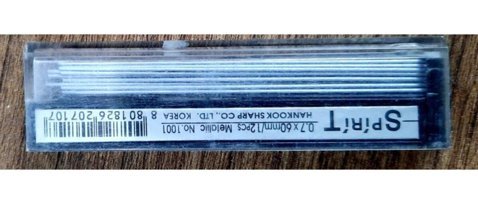 SPiRiT
0.7 x 60mm/12pcs Metallic No.1001
HANKOOK SHARP CO., LTD. KOREA
8 801826 207107